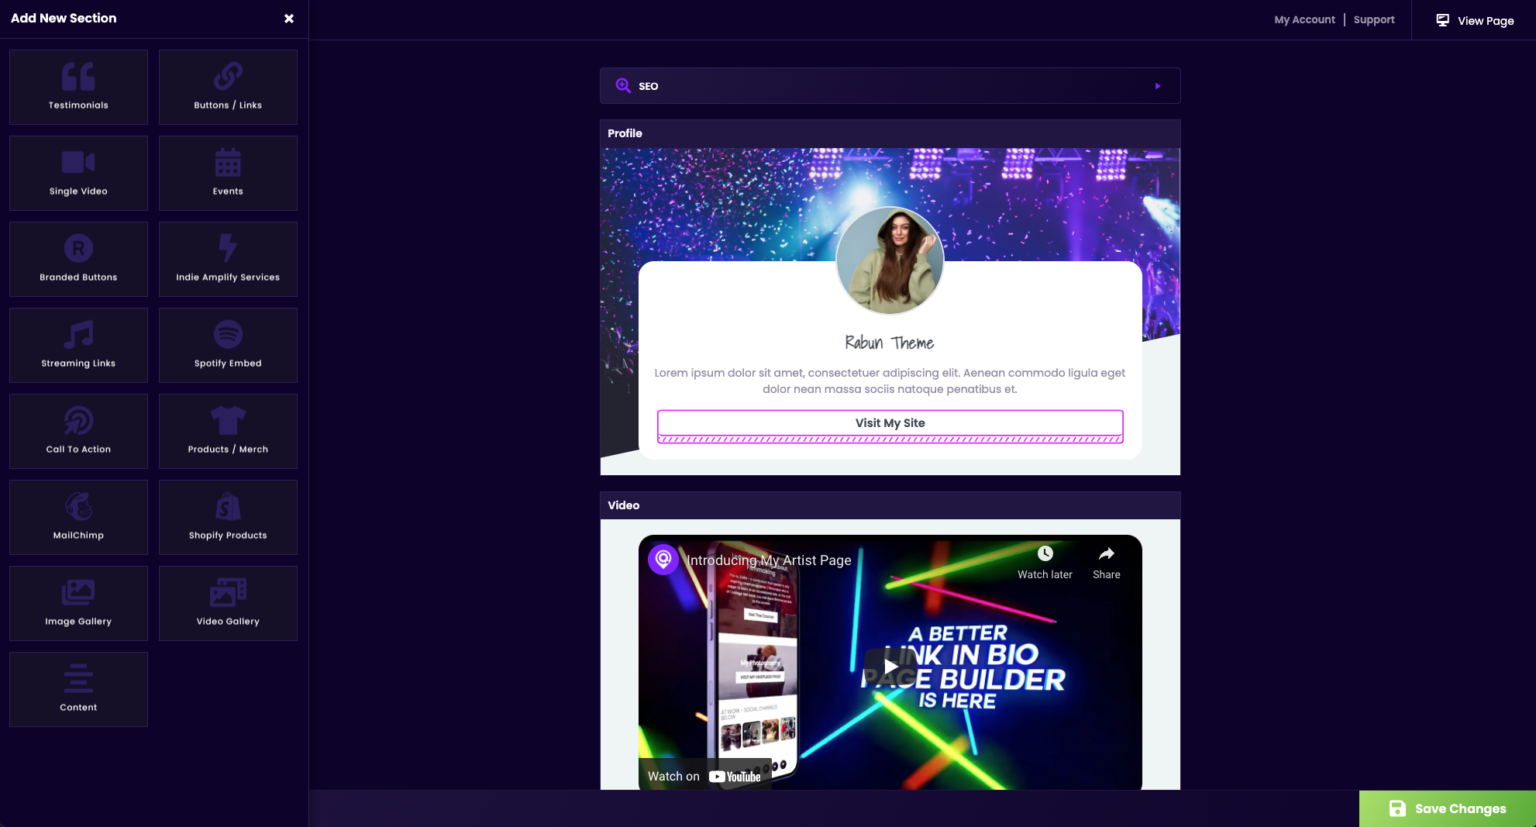 Add New Section
Testimonials
Buttons / Links
Single Video
Events
Branded Buttons
Indie Amplify Services
Streaming Links
Spotify Embed
Call To Action
Products / Merch
MailChimp
Shopify Products
Image Gallery
Video Gallery
Content
My Account | Support
View Page
SEO
Profile
Rabun Theme
Lorem ipsum dolor sit amet, consectetuer adipiscing elit. Aenean commodo ligula eget
dolor nean massa sociis natoque penatibus et.
Visit My Site
Video
Introducing My Artist Page
Watch later
Share
A BETTER
LINK IN BIO
PAGE BUILDER
IS HERE
My Photography
Watch on YouTube
Save Changes